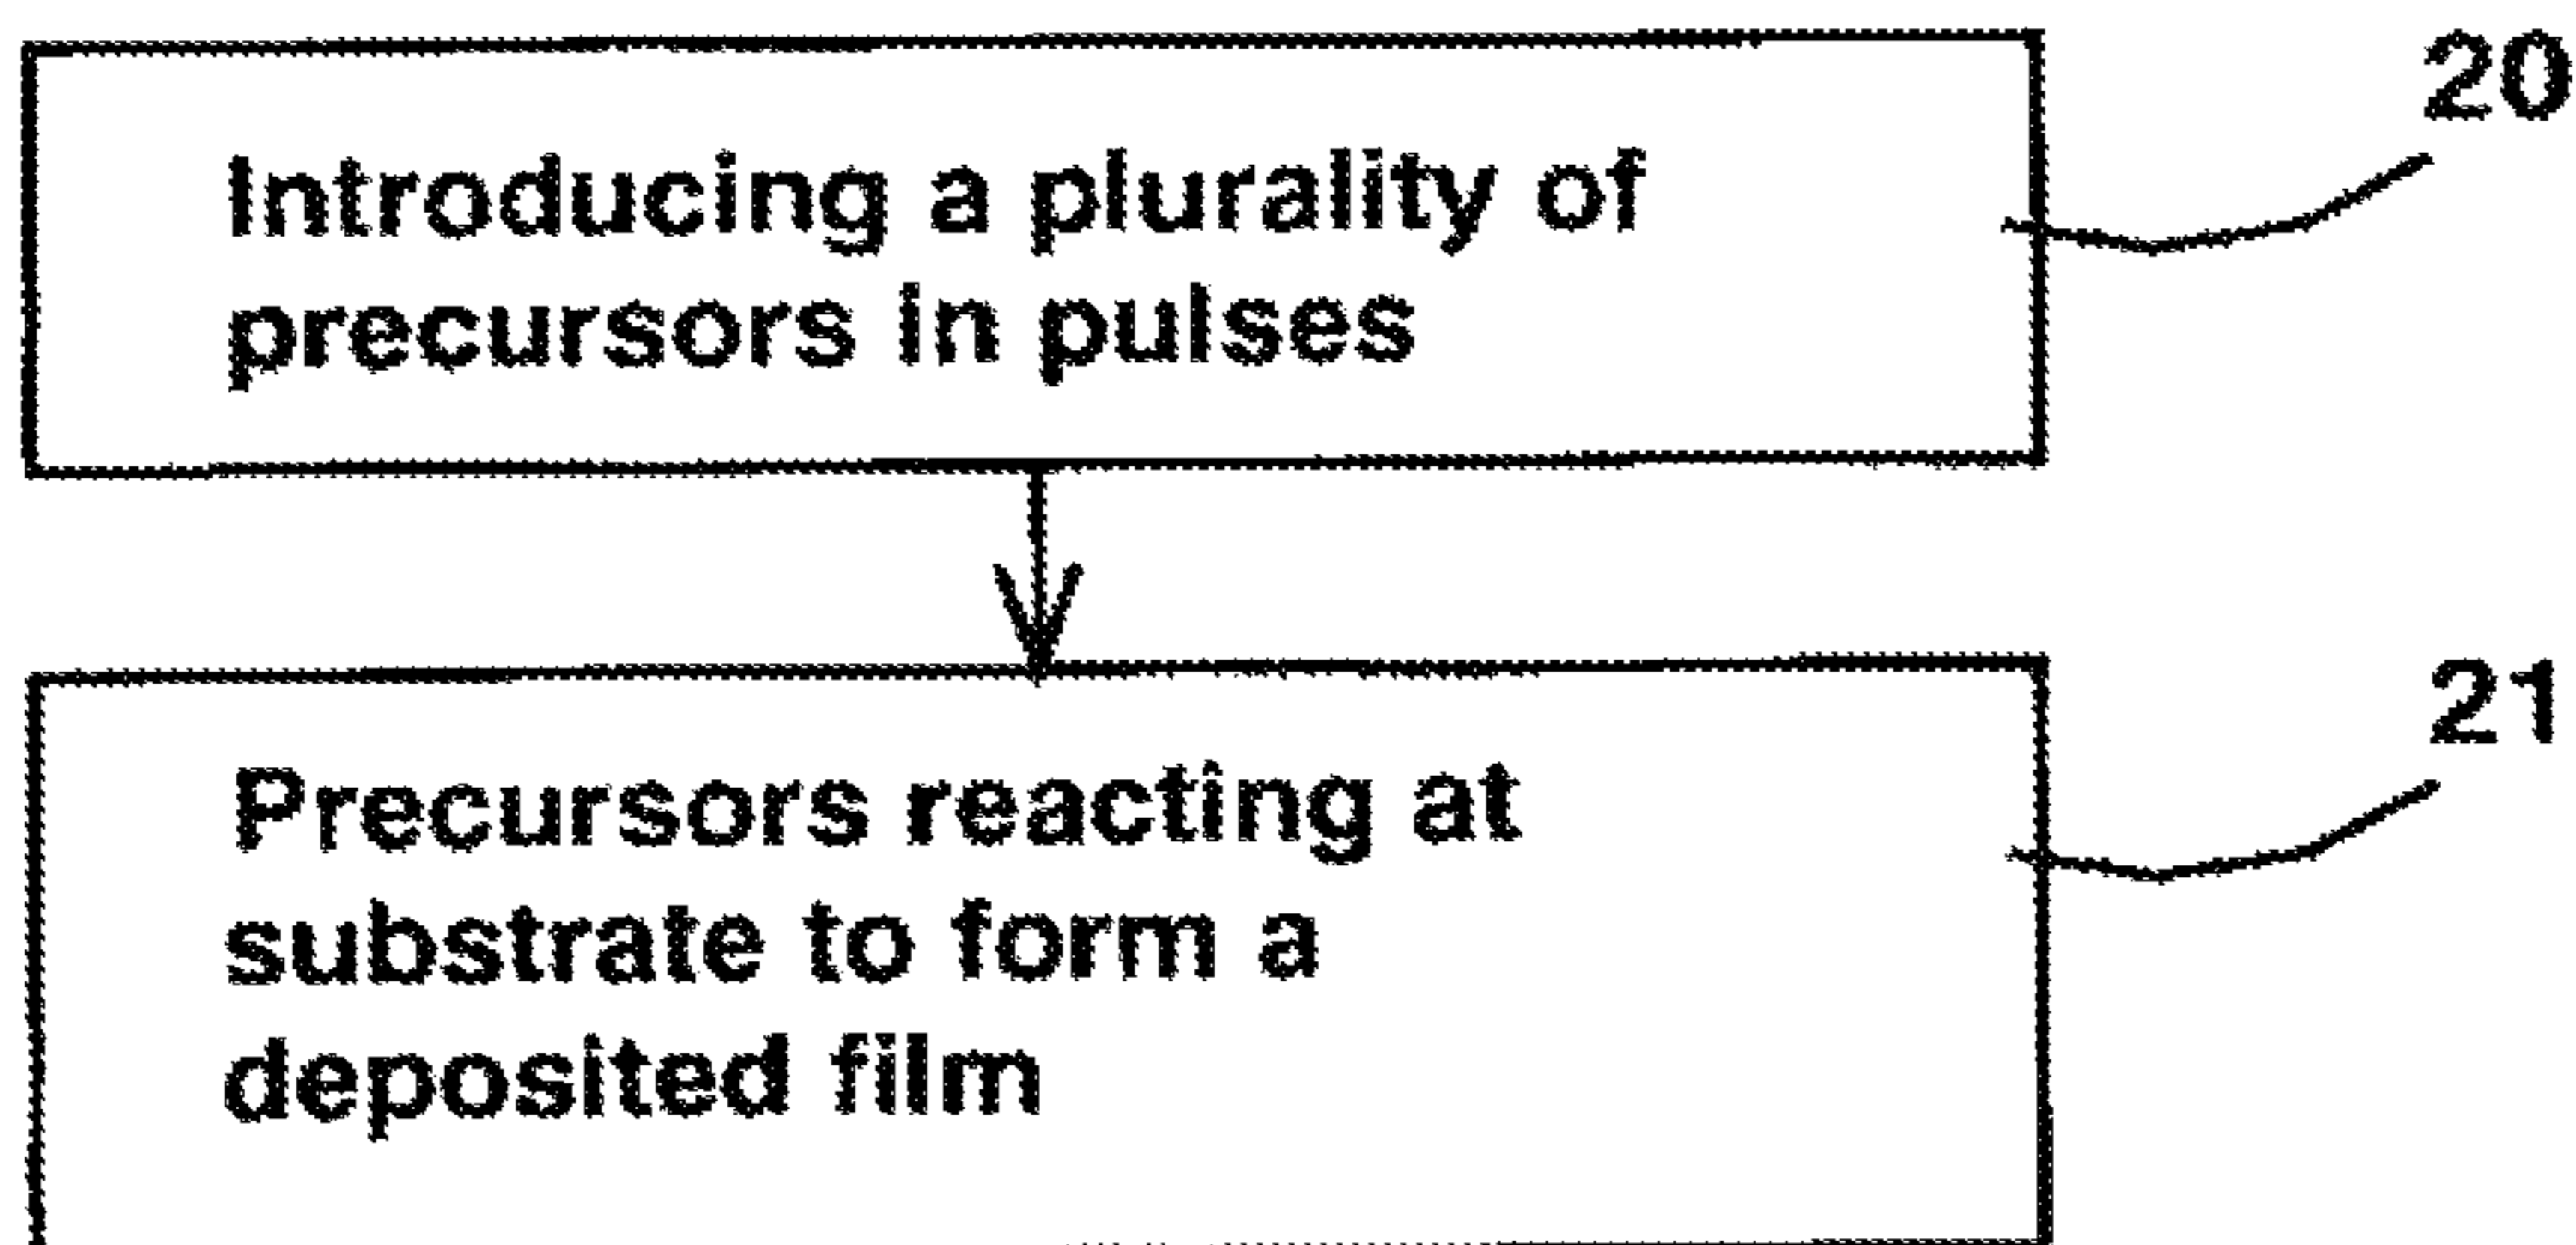 20
Introducing a plurality of
precursors in pulses
21
Precursors reacting at
substrate to form a
deposited film